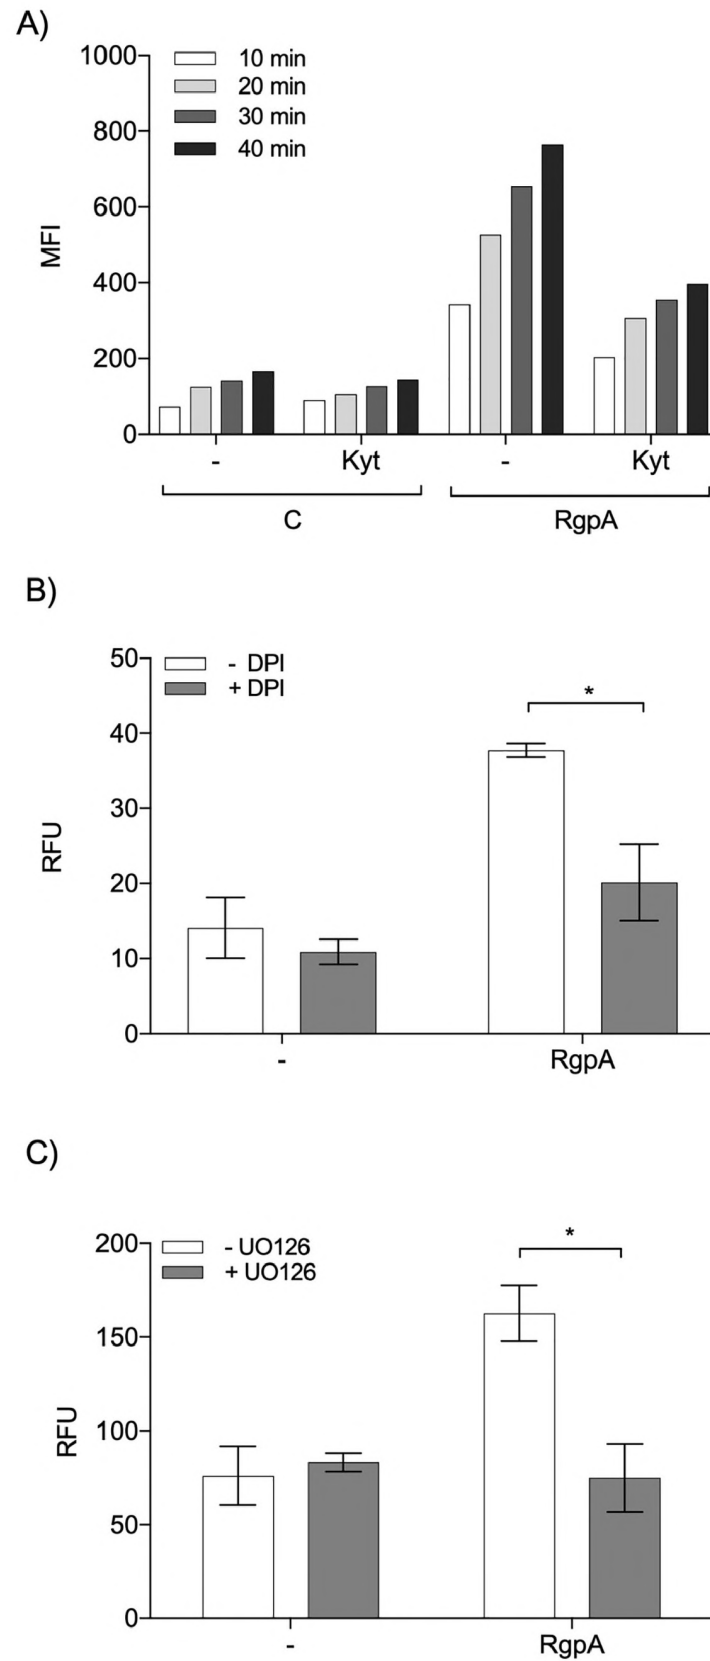 A)
1000
10 min
20 min
800
30 min
40 min
600
MFI
400
200
0
- Kyt - Kyt
C RgpA
B)
50
- DPI
+ DPI
*
40
30
RFU
20
10
0
- RgpA
C)
200
- UO126
+ UO126
*
150
RFU
100
50
0
- RgpA